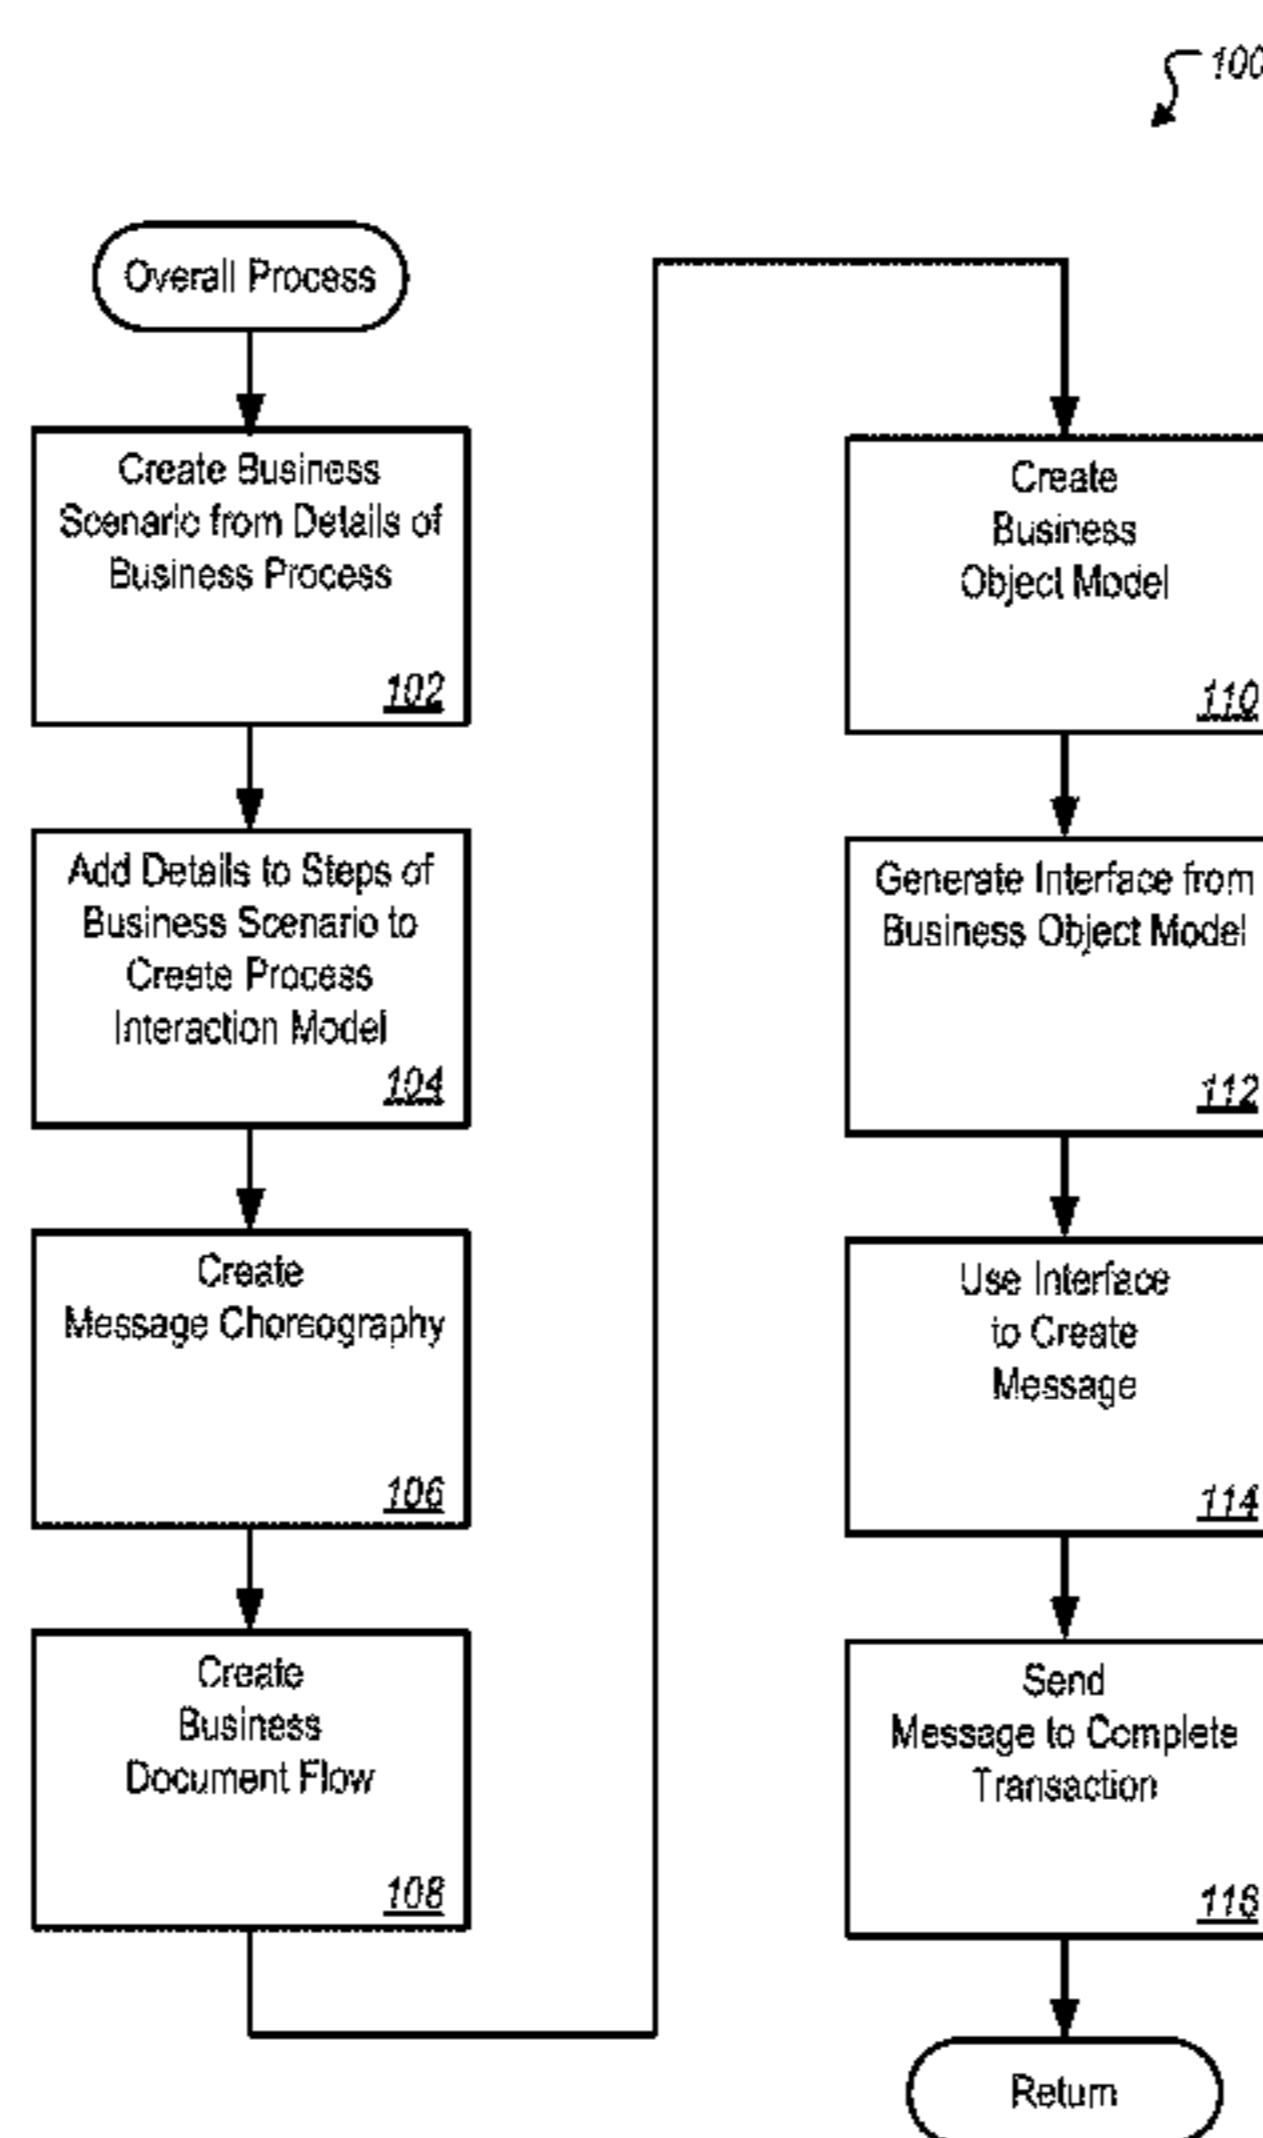 100
Overall Process
Create Business
Scenario from Details of
Business Process
102
Add Details to Steps of
Business Scenario to
Create Process
Interaction Model
104
Create
Message Choreography
106
Create
Business
Document Flow
108
Create
Business
Object Model
110
Generate Interface from
Business Object Model
112
Use Interface
to Create
Message
114
Send
Message to Complete
Transaction
116
Return